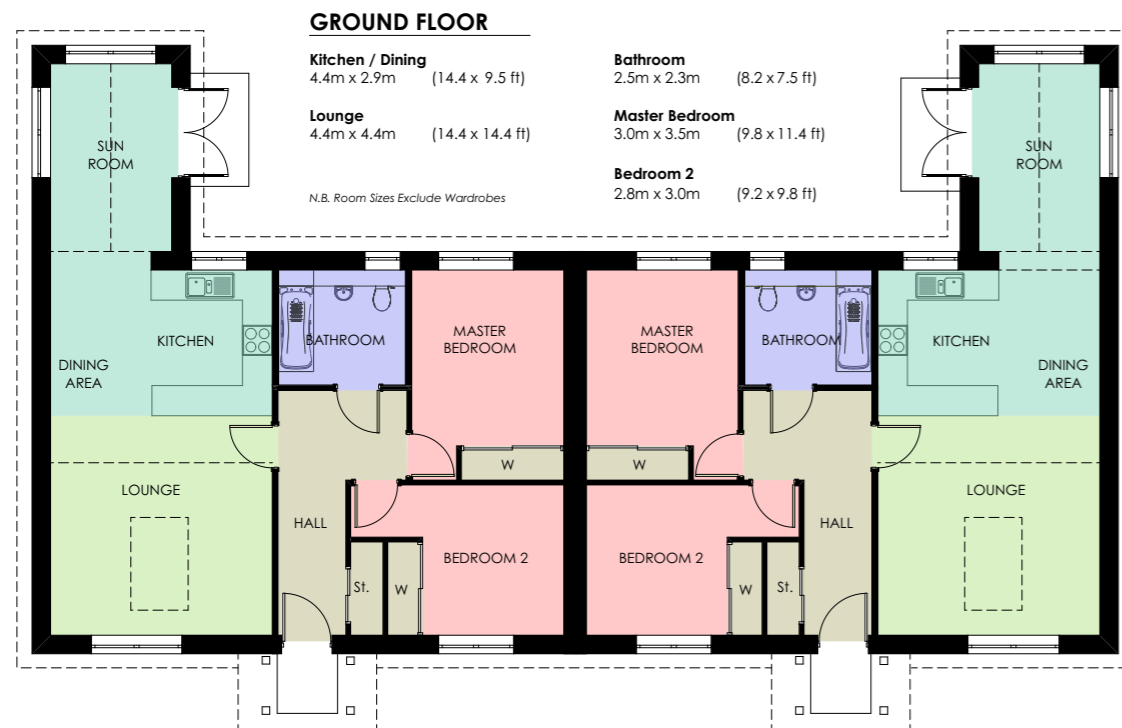 GROUND FLOOR
Kitchen / Dining
4.4m x 2.9m (14.4 x 9.5 ft)
Lounge
4.4m x 4.4m (14.4 x 14.4 ft)
N.B. Room Sizes Exclude Wardrobes
Bathroom
2.5m x 2.3m (8.2 x 7.5 ft)
Master Bedroom
3.0m x 3.5m (9.8 x 11.4 ft)
Bedroom 2
2.8m x 3.0m (9.2 x 9.8 ft)
SUN
ROOM
KITCHEN
DINING
AREA
BATHROOM
MASTER
BEDROOM
W
LOUNGE
HALL
BEDROOM 2
St.
W
SUN
ROOM
MASTER
BEDROOM
BATHROOM
KITCHEN
DINING
AREA
W
LOUNGE
HALL
BEDROOM 2
W
St.